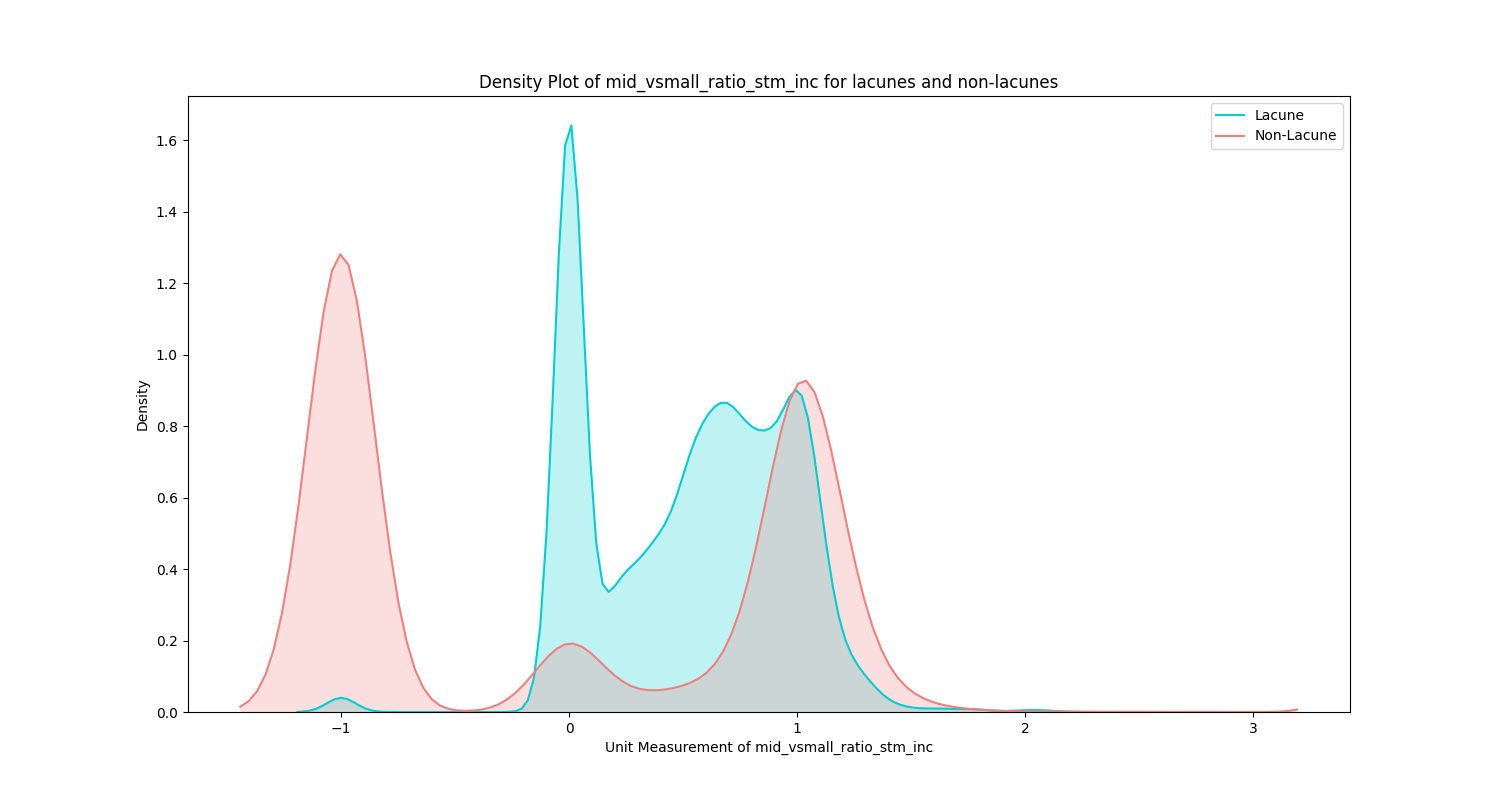 Density Plot of mid_vsmall_ratio_stm_inc for lacunes and non-lacunes
Lacune
Non-Lacune
1.6
1.4
1.2
1.0
0.8
0.6
0.4
0.2
0.0
Density
−1
0
1
2
3
Unit Measurement of mid_vsmall_ratio_stm_inc